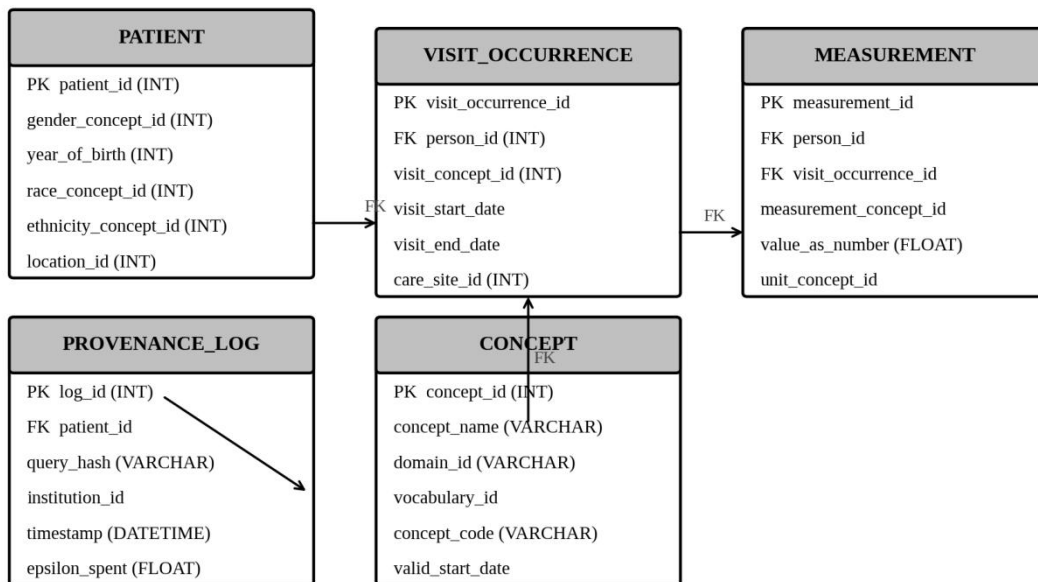 PATIENT
PK patient_id (INT)
gender_concept_id (INT)
year_of_birth (INT)
race_concept_id (INT)
ethnicity_concept_id (INT)
location_id (INT)
FK
VISIT_OCCURRENCE
PK visit_occurrence_id
FK person_id (INT)
visit_concept_id (INT)
visit_start_date
visit_end_date
care_site_id (INT)
FK
MEASUREMENT
PK measurement_id
FK person_id
FK visit_occurrence_id
measurement_concept_id
value_as_number (FLOAT)
unit_concept_id
PROVENANCE_LOG
PK log_id (INT)
FK patient_id
query_hash (VARCHAR)
institution_id
timestamp (DATETIME)
epsilon_spent (FLOAT)
CONCEPT
FK
PK concept_id (INT)
concept_name (VARCHAR)
domain_id (VARCHAR)
vocabulary_id
concept_code (VARCHAR)
valid_start_date